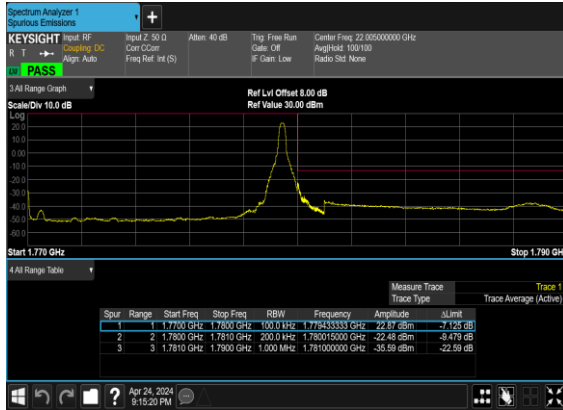 Spectrum Analyzer 1
Spurious Emissions
+
KEYSIGHT Input: RF Input Z: 50 Ω Atten: 40 dB Trig: Free Run Center Freq: 22.005000000 GHz
R T Coupling: DC Corr CCorr Gate: Off Avg|Hold: 100/100
Align: Auto Freq Ref: Int (S) IF Gain: Low Radio Std: None
PASS
3 All Range Graph
Ref Lvl Offset 8.00 dB
Scale/Div 10.0 dB Ref Value 30.00 dBm
Log
20.0
10.0
0.00
-10.0
-20.0
-30.0
-40.0
-50.0
-60.0
Start 1.770 GHz Stop 1.790 GH
4 All Range Table
Measure Trace Trace 1
Trace Type Trace Average (Active)
Spur Range Start Freq Stop Freq RBW Frequency Amplitude ΔLimit
1 1 1.7700 GHz 1.7800 GHz 100.0 kHz 1.779433333 GHz 22.87 dBm -7.125 dB
2 2 1.7800 GHz 1.7810 GHz 200.0 kHz 1.780015000 GHz -22.48 dBm -9.479 dB
3 3 1.7810 GHz 1.7900 GHz 1.000 MHz 1.781000000 GHz -35.59 dBm -22.59 dB
? Apr 24, 2024
9:15:20 PM